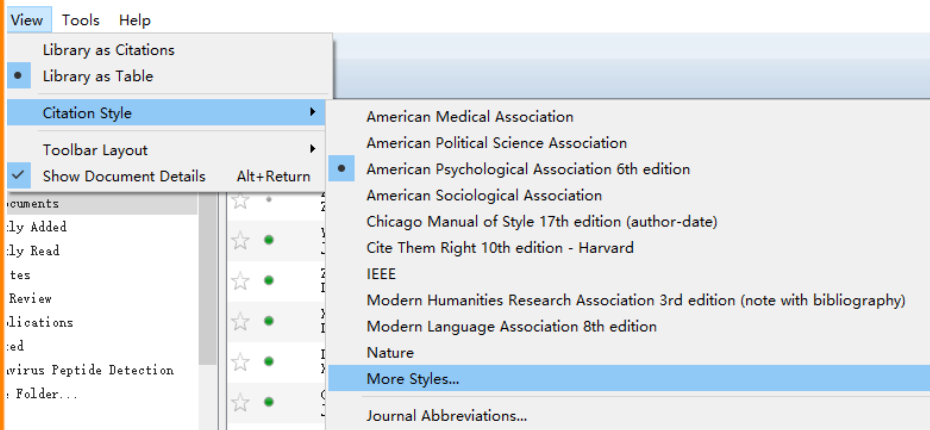 View Tools Help
Library as Citations
Library as Table
Citation Style
Toolbar Layout
Show Document Details Alt+Return
American Medical Association
American Political Science Association
American Psychological Association 6th edition
American Sociological Association
Chicago Manual of Style 17th edition (author-date)
Cite Them Right 10th edition - Harvard
IEEE
Modern Humanities Research Association 3rd edition (note with bibliography)
Modern Language Association 8th edition
Nature
More Styles...
Journal Abbreviations...
ocuments
ly Added
ly Read
tes
Review
lications
ed
avirus Peptide Detection
Folder...